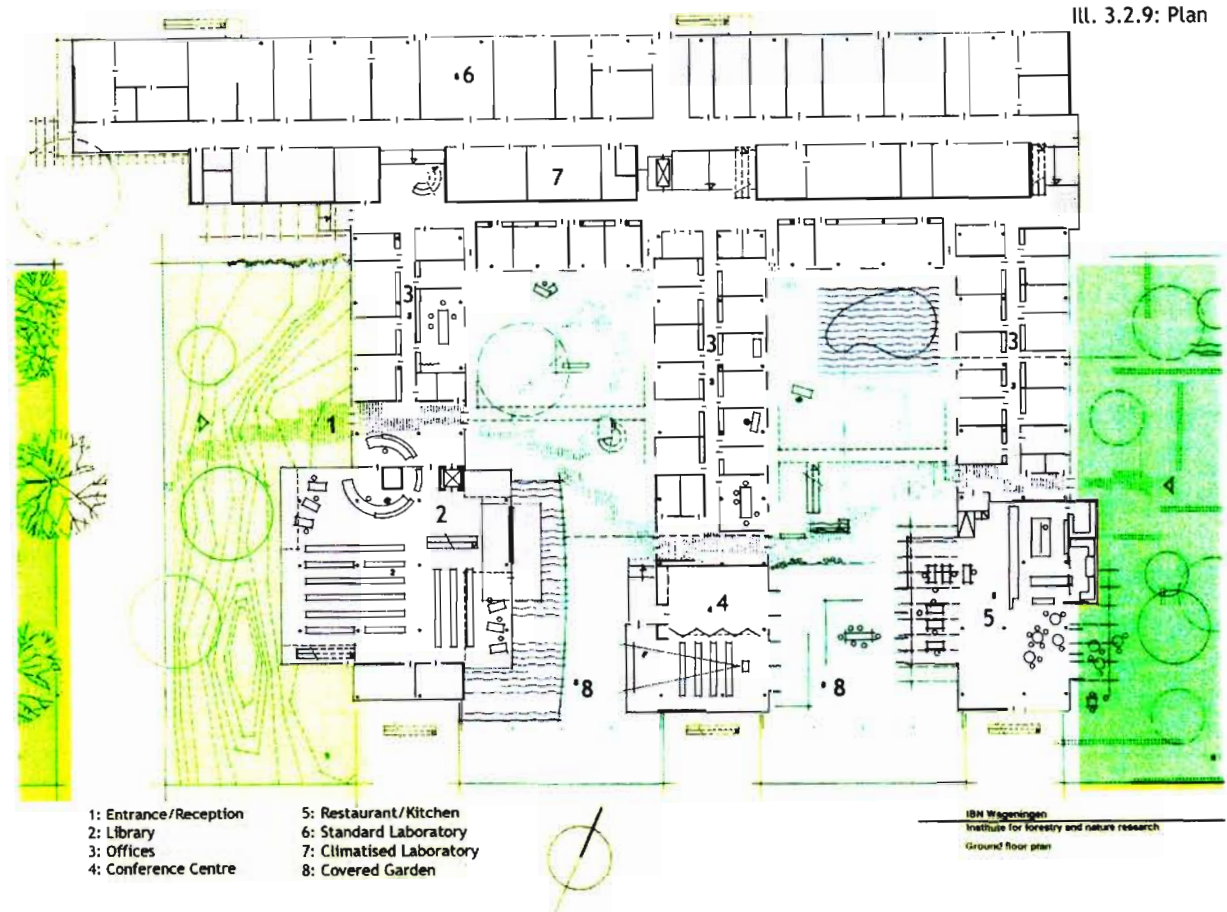 Ill. 3.2.9: Plan
6
7
3
3
3
1
2
4
5
8
8
1: Entrance/Reception
2: Library
3: Offices
4: Conference Centre
5: Restaurant/Kitchen
6: Standard Laboratory
7: Climatised Laboratory
8: Covered Garden
IBN Wageningen
Institute for forestry and nature research
Ground floor plan